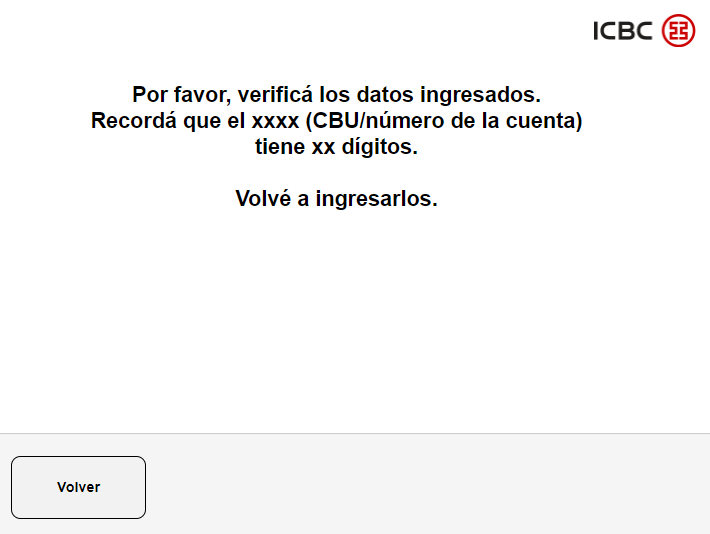 ICBC
Por favor, verificá los datos ingresados.
Recordá que el xxxx (CBU/número de la cuenta)
tiene xx dígitos.
Volvé a ingresarlos.
Volver